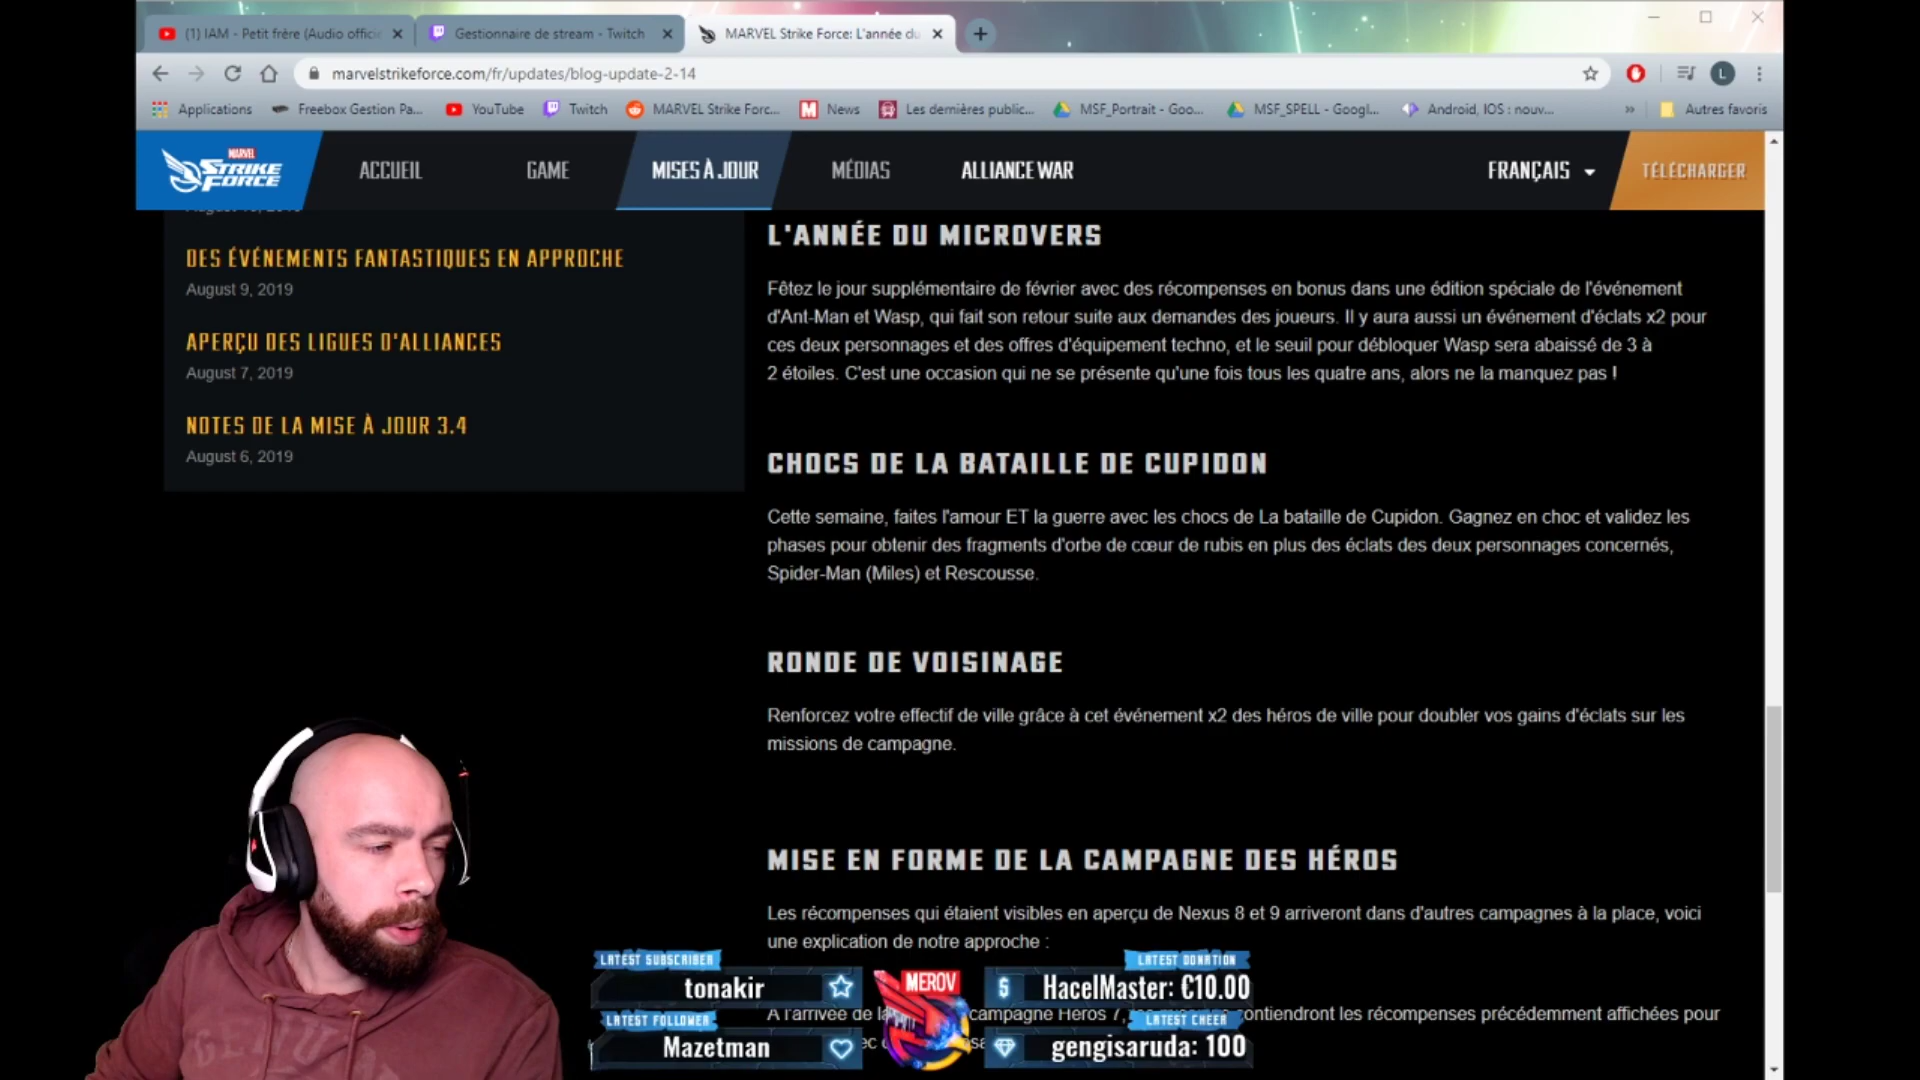 (1) IAM - Petit frère (Audio offici
Gestionnaire de stream - Twitch
MARVEL Strike Force: L'année du
marvelstrikeforce.com/fr/updates/blog-update-2-14
L
Applications
Freebox Gestion Pa...
YouTube
Twitch
MARVEL Strike Forc...
News
Les dernières public...
MSF_Portrait - Goo...
MSF_SPELL - Googl...
Android, IOS : nouv...
Autres favoris
MARVEL
STRIKE
FORCE
ACCUEIL
GAME
MISES À JOUR
MÉDIAS
ALLIANCE WAR
FRANÇAIS
TÉLÉCHARGER
DES ÉVÉNEMENTS FANTASTIQUES EN APPROCHE
August 9, 2019
APERÇU DES LIGUES D'ALLIANCES
August 7, 2019
NOTES DE LA MISE À JOUR 3.4
August 6, 2019
L'ANNÉE DU MICROVERS
Fêtez le jour supplémentaire de février avec des récompenses en bonus dans une édition spéciale de l'événement
d'Ant-Man et Wasp, qui fait son retour suite aux demandes des joueurs. Il y aura aussi un événement d'éclats x2 pour
ces deux personnages et des offres d'équipement techno, et le seuil pour débloquer Wasp sera abaissé de 3 à
2 étoiles. C'est une occasion qui ne se présente qu'une fois tous les quatre ans, alors ne la manquez pas !
CHOCS DE LA BATAILLE DE CUPIDON
Cette semaine, faites l'amour ET la guerre avec les chocs de La bataille de Cupidon. Gagnez en choc et validez les
phases pour obtenir des fragments d'orbe de cœur de rubis en plus des éclats des deux personnages concernés,
Spider-Man (Miles) et Rescousse.
RONDE DE VOISINAGE
Renforcez votre effectif de ville grâce à cet événement x2 des héros de ville pour doubler vos gains d'éclats sur les
missions de campagne.
MISE EN FORME DE LA CAMPAGNE DES HÉROS
Les récompenses qui étaient visibles en aperçu de Nexus 8 et 9 arriveront dans d'autres campagnes à la place, voici
une explication de notre approche :
À l'arrivée de la campagne Héros 7, contiendront les récompenses précédemment affichées pour
LATEST SUBSCRIBER
tonakir
LATEST FOLLOWER
Mazetman
MEROV
LATEST DONATION
HacelMaster: €10.00
LATEST CHEER
gengisaruda: 100